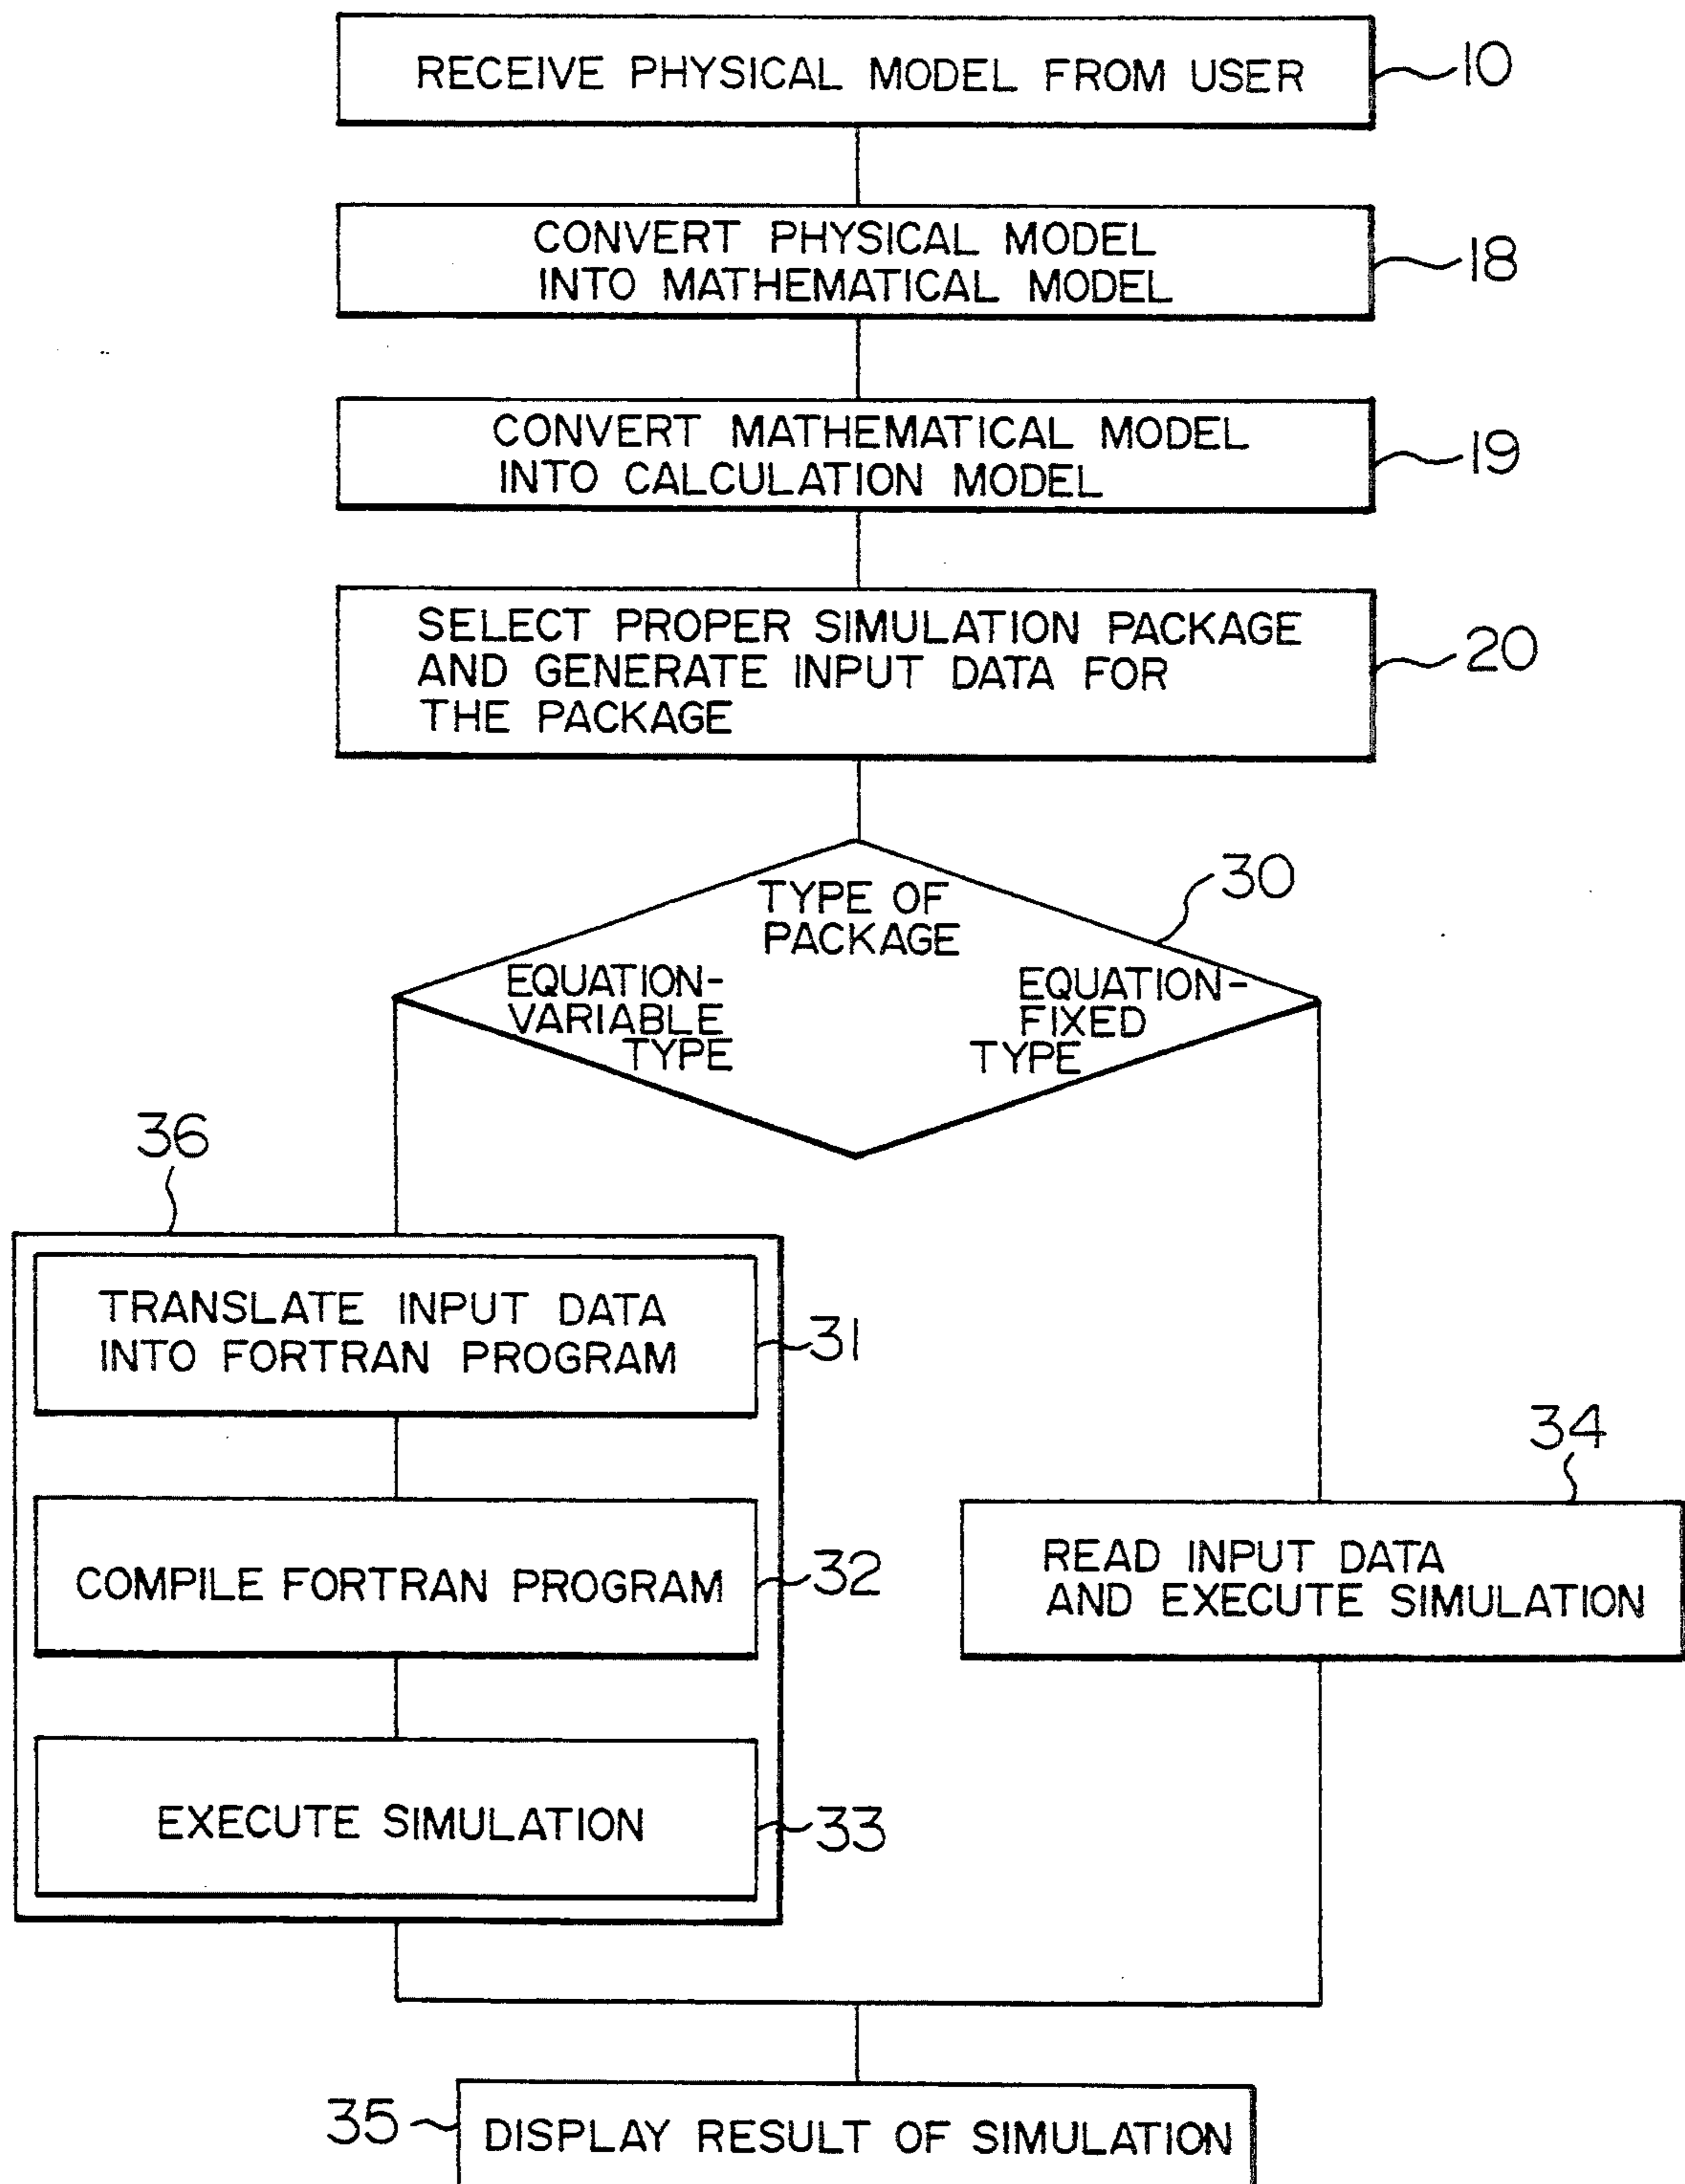 RECEIVE PHYSICAL MODEL FROM USER
10
CONVERT PHYSICAL MODEL
INTO MATHEMATICAL MODEL
18
CONVERT MATHEMATICAL MODEL
INTO CALCULATION MODEL
19
SELECT PROPER SIMULATION PACKAGE
AND GENERATE INPUT DATA FOR
THE PACKAGE
20
30
TYPE OF
PACKAGE
EQUATION-
VARIABLE
TYPE
EQUATION-
FIXED
TYPE
36
TRANSLATE INPUT DATA
INTO FORTRAN PROGRAM
31
COMPILE FORTRAN PROGRAM
32
EXECUTE SIMULATION
33
34
READ INPUT DATA
AND EXECUTE SIMULATION
35
DISPLAY RESULT OF SIMULATION